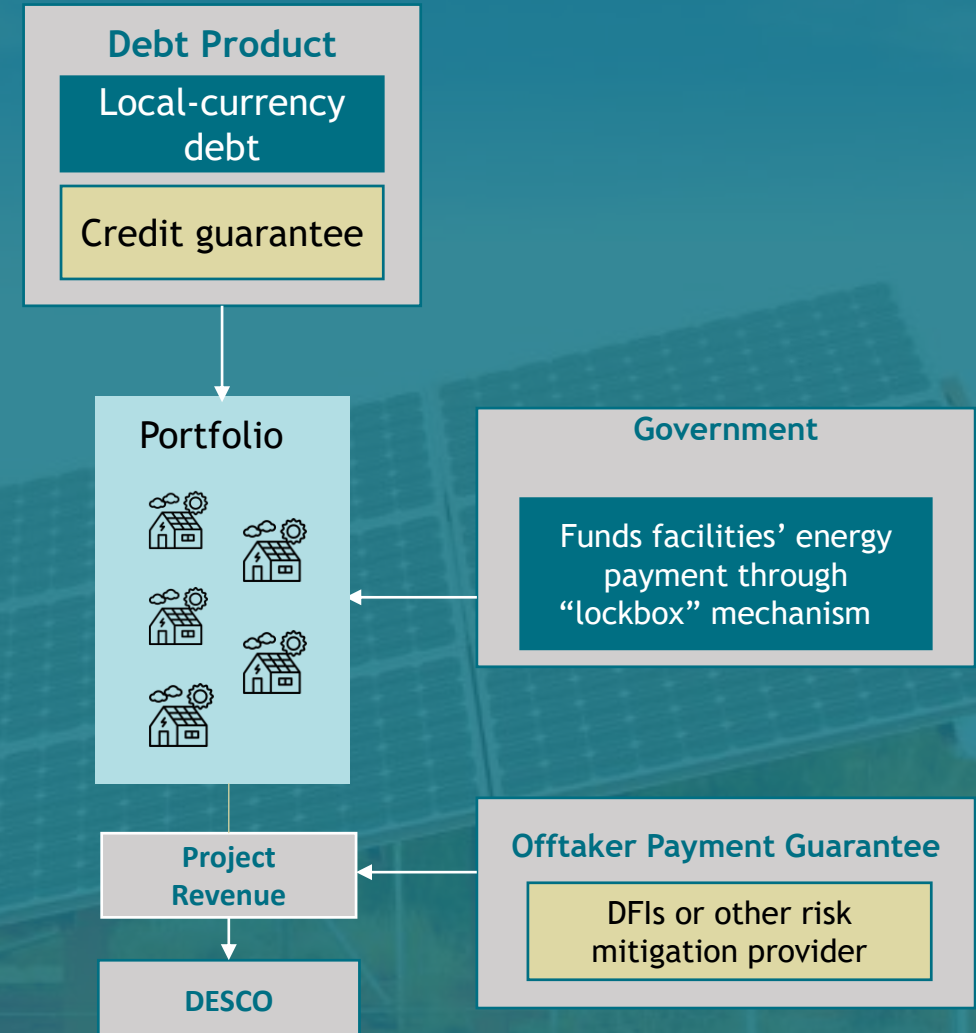 Debt Product
Local-currency
debt
Credit guarantee
Portfolio
Government
Funds facilities’ energy
payment through
“lockbox” mechanism
Project
Revenue
Offtaker Payment Guarantee
DFIs or other risk
mitigation provider
DESCO